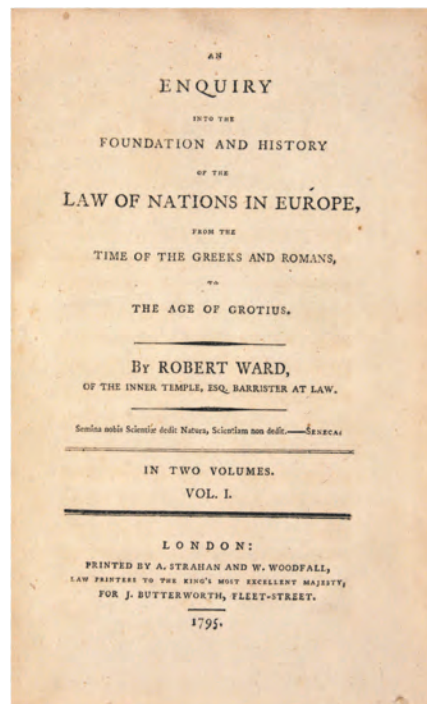 AN
ENQUIRY
INTO THE
FOUNDATION AND HISTORY
OF THE
LAW OF NATIONS IN EUROPE,
FROM THE
TIME OF THE GREEKS AND ROMANS,
TO
THE AGE OF GROTIUS.
BY ROBERT WARD,
OF THE INNER TEMPLE, ESQ. BARRISTER AT LAW.
Semina nobis Scientiæ dedit Natura, Scientiam non dedit.——SENECA.
IN TWO VOLUMES.
VOL. I.
LONDON:
PRINTED BY A. STRAHAN AND W. WOODFALL,
LAW PRINTERS TO THE KING'S MOST EXCELLENT MAJESTY;
FOR J. BUTTERWORTH, FLEET-STREET.
1795.